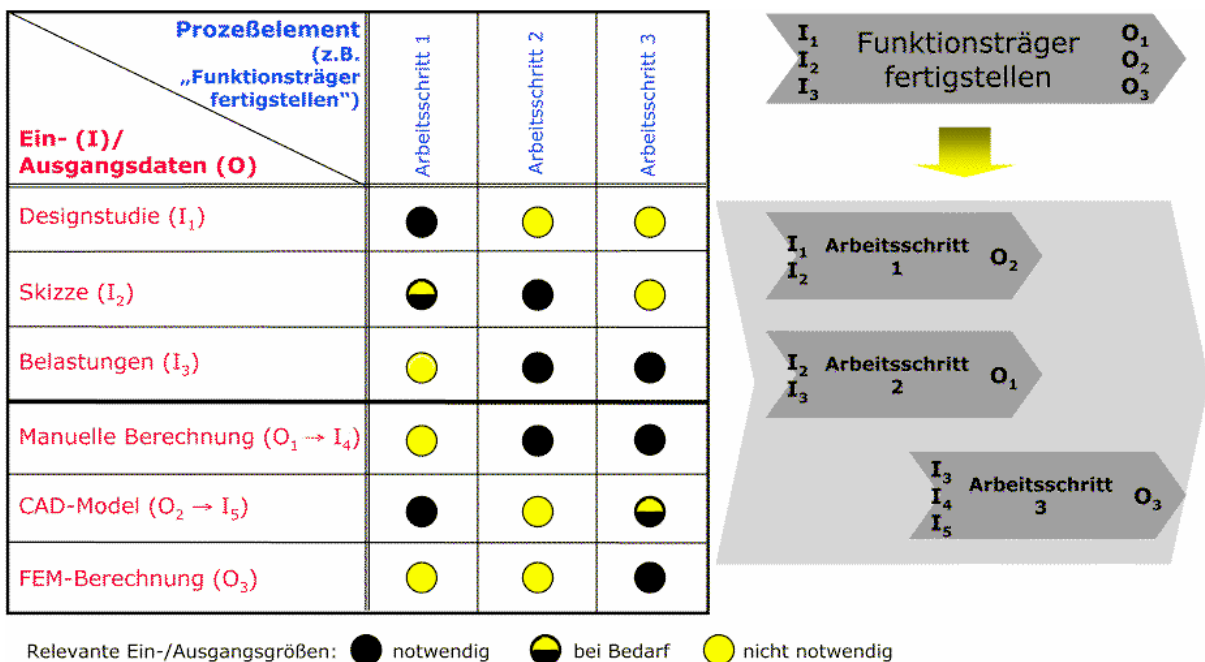 Prozeßelement
(z.B.
„Funktionsträger
fertigstellen“)
Ein- (I)/
Ausgangsdaten (O)
Arbeitsschritt 1
Arbeitsschritt 2
Arbeitsschritt 3
Designstudie (I₁)
Skizze (I₂)
Belastungen (I₃)
Manuelle Berechnung (O₁ → I₄)
CAD-Model (O₂ → I₅)
FEM-Berechnung (O₃)
Relevante Ein-/Ausgangsgrößen: notwendig bei Bedarf nicht notwendig
I₁
I₂
I₃
Funktionsträger
fertigstellen
O₁
O₂
O₃
I₁
I₂
Arbeitsschritt
1
O₂
I₂
I₃
Arbeitsschritt
2
O₁
I₃
I₄
I₅
Arbeitsschritt
3
O₃